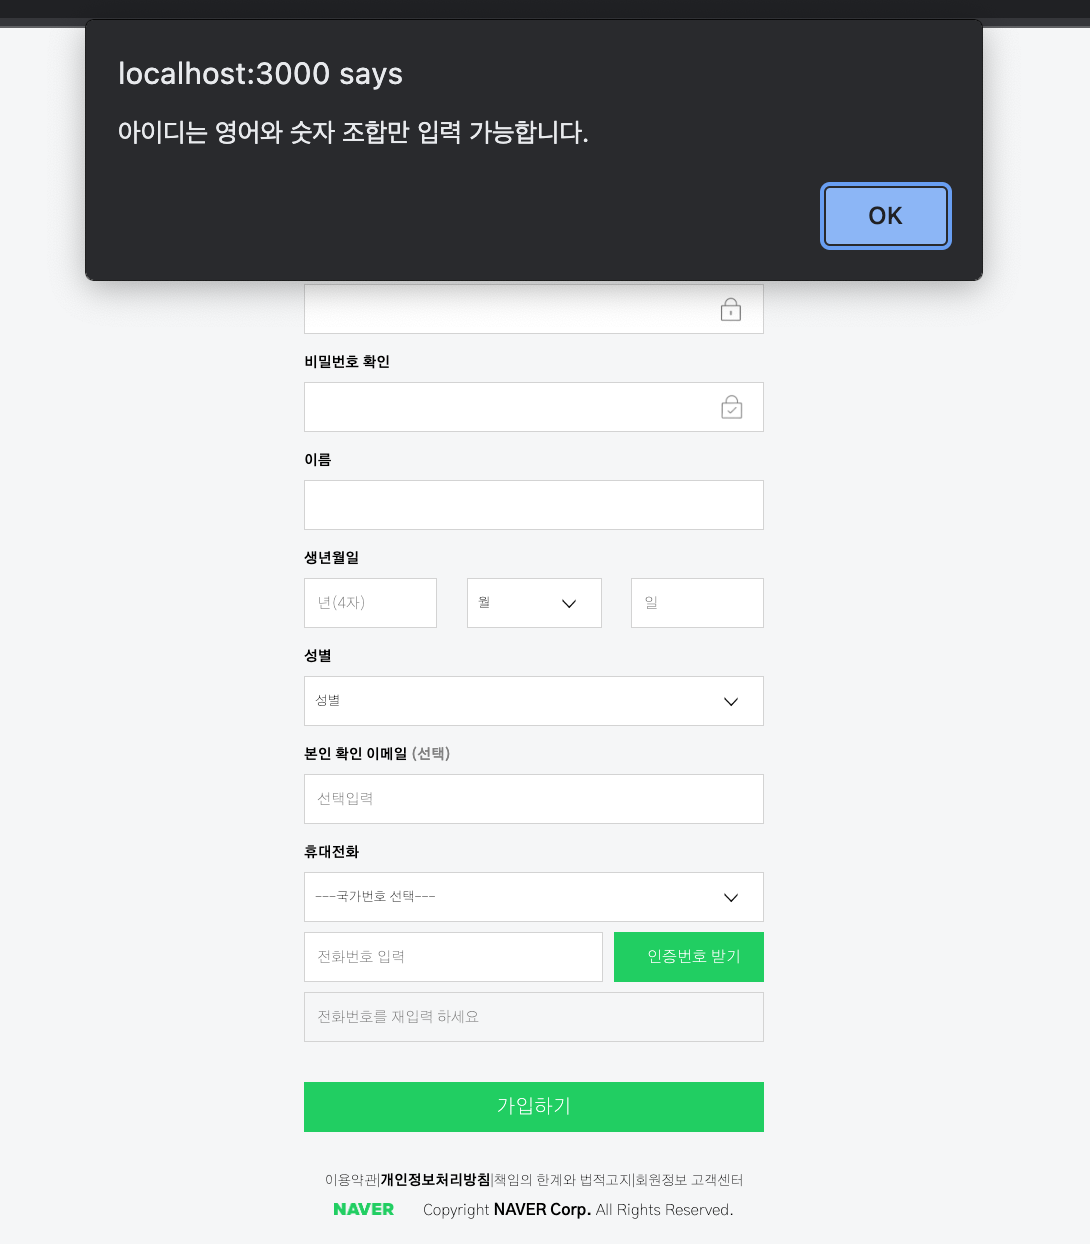 localhost:3000 says
아이디는 영어와 숫자 조합만 입력 가능합니다.
OK
비밀번호 확인
이름
생년월일
년(4자) 월 일
성별
성별
본인 확인 이메일 (선택)
선택입력
휴대전화
---국가번호 선택---
전화번호 입력 인증번호 받기
전화번호를 재입력 하세요
가입하기
이용약관|개인정보처리방침|책임의 한계와 법적고지|회원정보 고객센터
NAVER Copyright NAVER Corp. All Rights Reserved.